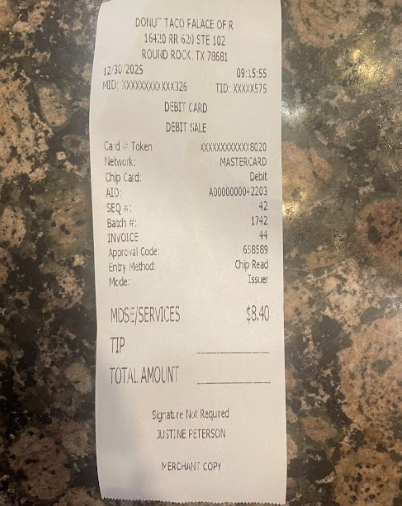 DONUT TACO PALACE OF R
16420 RR 620 STE 102
ROUND ROCK, TX 78681
12/30/2025 09:15:55
MID: XXXXXXXXXXXX326 TID: XXXXX575
DEBIT CARD
DEBIT SALE
Card # Token XXXXXXXXXXXX8020
Network: MASTERCARD
Chip Card: Debit
AID: A0000000042203
SEQ #: 42
Batch #: 1742
INVOICE 44
Approval Code: 658589
Entry Method: Chip Read
Mode: Issuer
MDSE/SERVICES $8.40
TIP
TOTAL AMOUNT
Signature Not Required
JUSTINE PETERSON
MERCHANT COPY